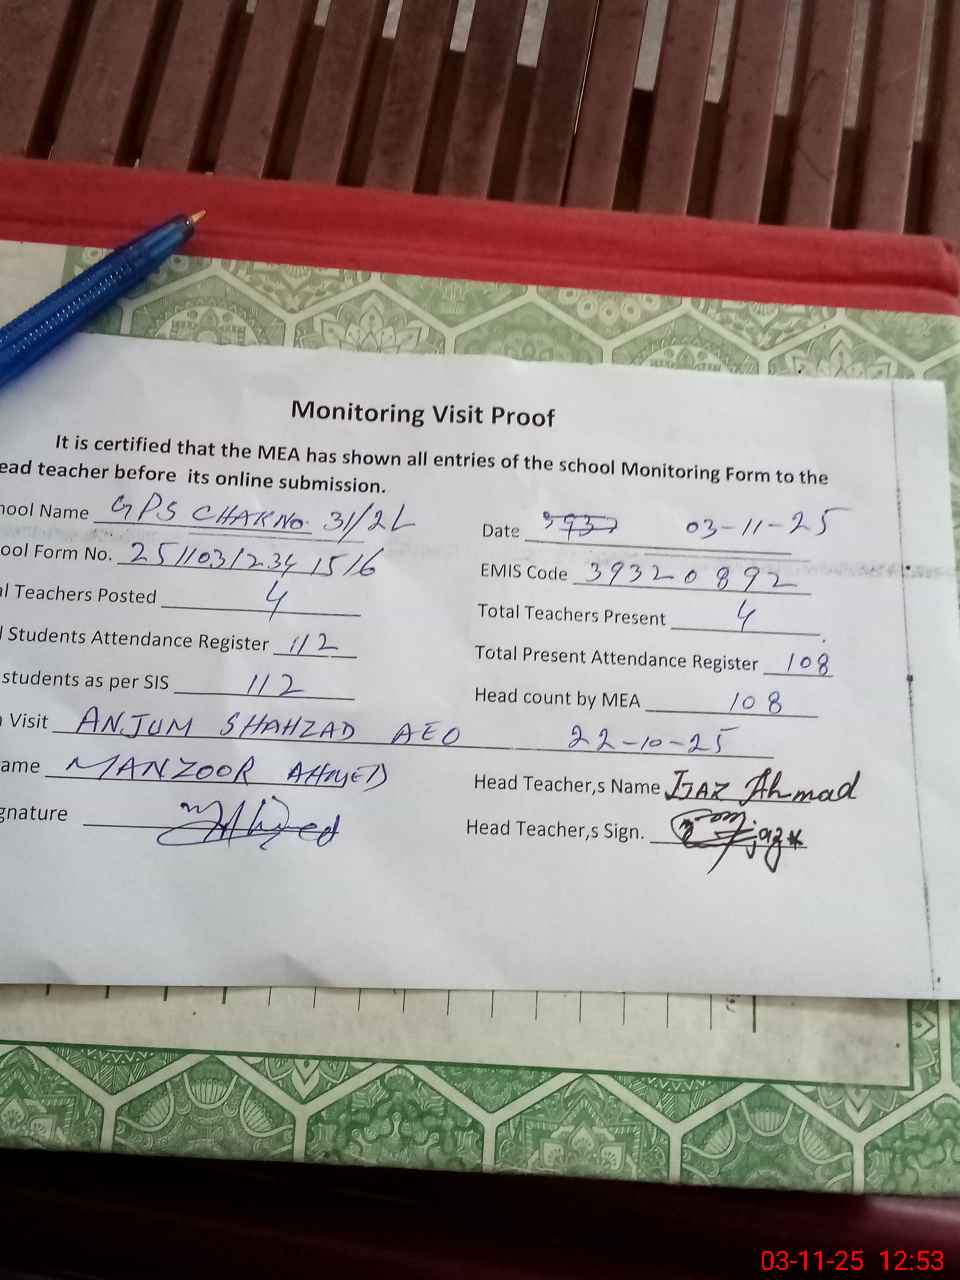 Monitoring Visit Proof
It is certified that the MEA has shown all entries of the school Monitoring Form to the
ead teacher before its online submission.
hool Name GPS CHAK NO. 31/2L Date 03-11-25
ool Form No. 25110312341516 EMIS Code 39320892
al Teachers Posted 4 Total Teachers Present 4
l Students Attendance Register 112 Total Present Attendance Register 108
students as per SIS 112 Head count by MEA 108
Visit ANJUM SHAHZAD AEO 22-10-25
ame MANZOOR AHMED Head Teacher,s Name IJAZ Ahmad
gnature Head Teacher,s Sign.
03-11-25 12:53